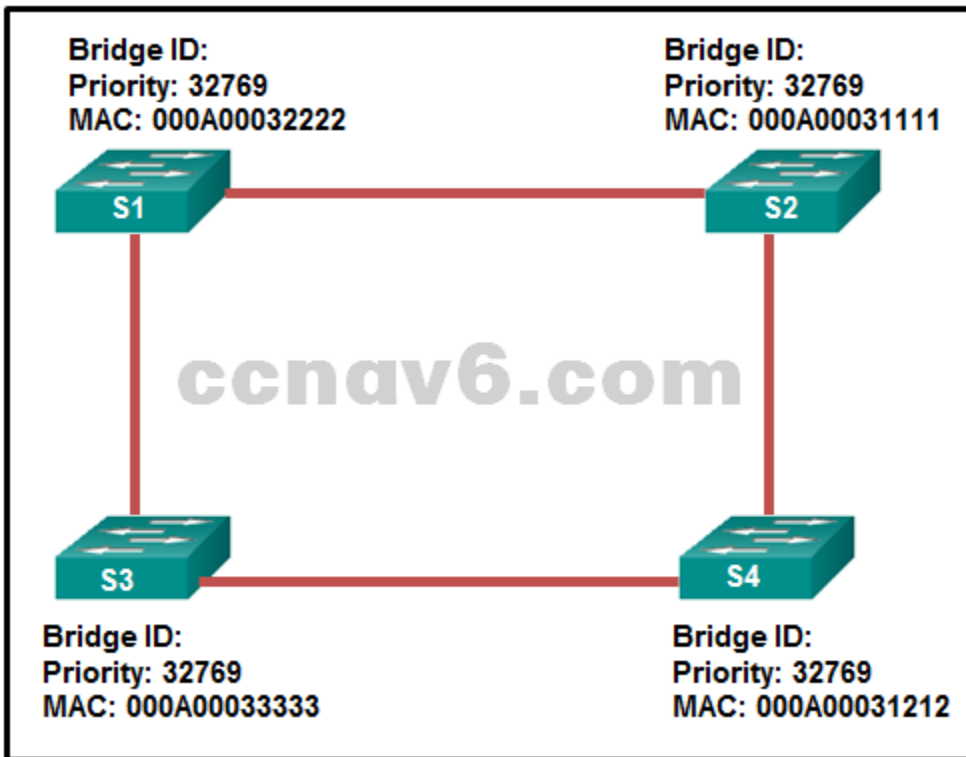 Bridge ID:
Priority: 32769
MAC: 000A00032222
Bridge ID:
Priority: 32769
MAC: 000A00031111
S1
S2
ccnav6.com
S3
S4
Bridge ID:
Priority: 32769
MAC: 000A00033333
Bridge ID:
Priority: 32769
MAC: 000A00031212